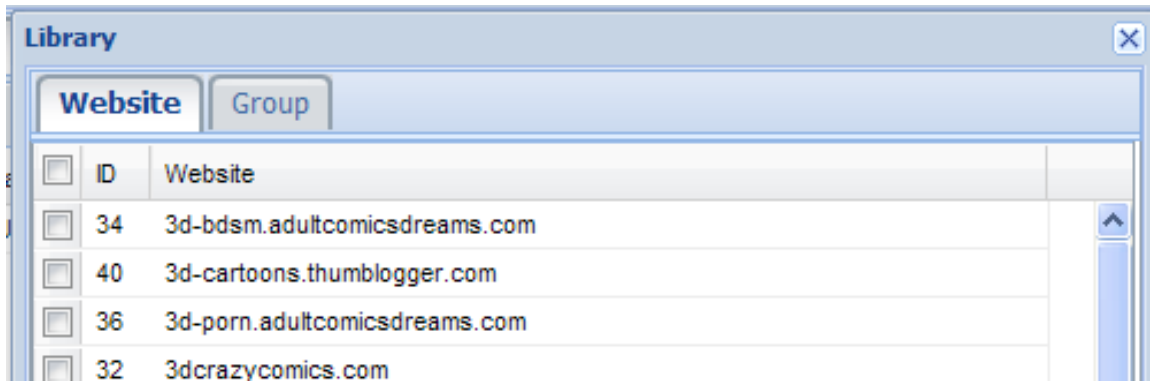 Library
Website Group
ID Website
34 3d-bdsm.adultcomicsdreams.com
40 3d-cartoons.thumblogger.com
36 3d-porn.adultcomicsdreams.com
32 3dcrazycomics.com